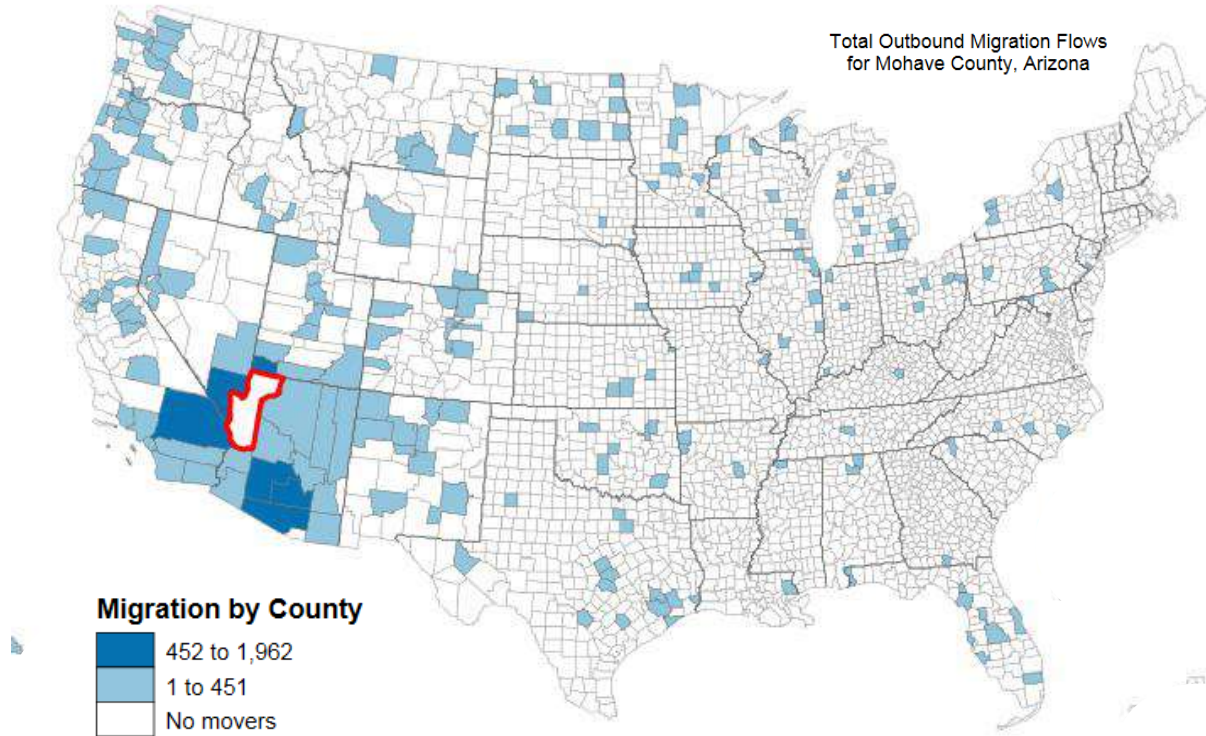 Total Outbound Migration Flows
for Mohave County, Arizona
Migration by County
452 to 1,962
1 to 451
No movers